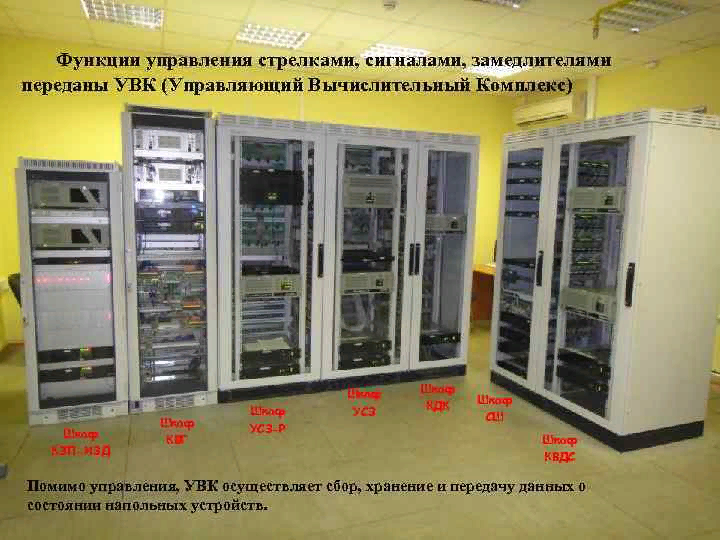 Функции управления стрелками, сигналами, замедлителями
переданы УВК (Управляющий Вычислительный Комплекс)
Шкаф
КЗП-ИЗД
Шкаф
КВГ
Шкаф
УСЗ-Р
Шкаф
УСЗ
Шкаф
КДК
Шкаф
СШ
Шкаф
КВДС
Помимо управления, УВК осуществляет сбор, хранение и передачу данных о
состоянии напольных устройств.